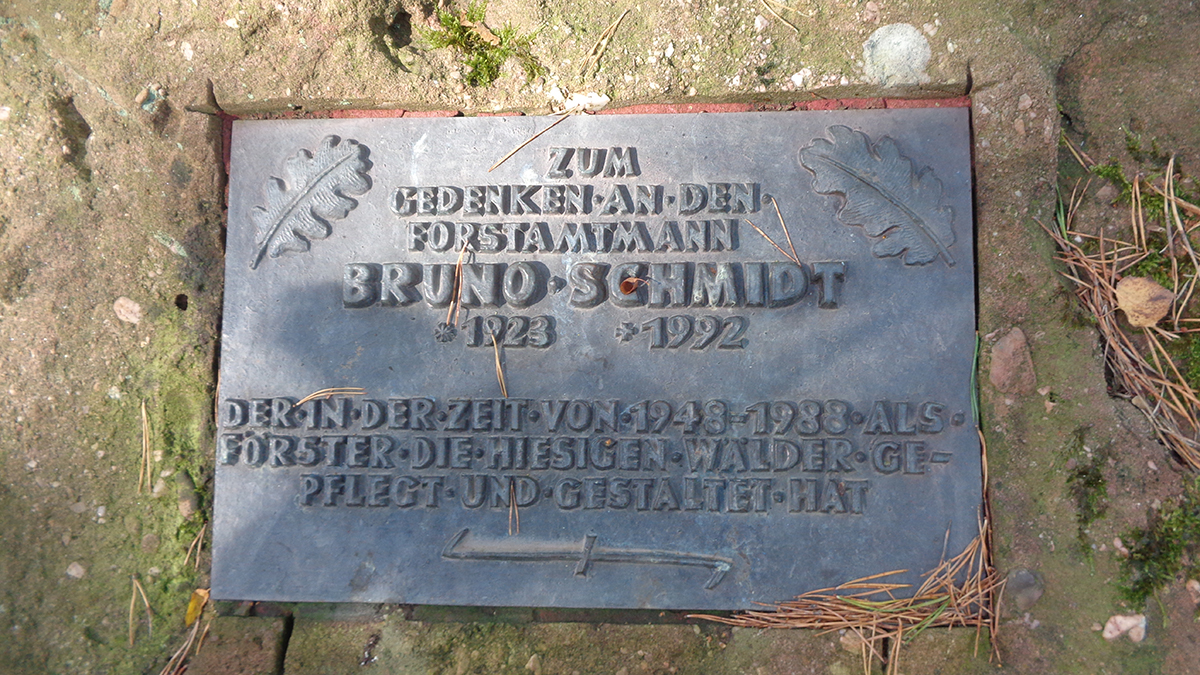 ZUM
GEDENKEN·AN·DEN·
FORSTAMTMANN
BRUNO·SCHMIDT
*1923 +1992
DER·IN·DER·ZEIT·VON·1948-1988·ALS·
FÖRSTER·DIE·HIESIGEN·WÄLDER·GE-
PFLEGT·UND·GESTALTET·HAT